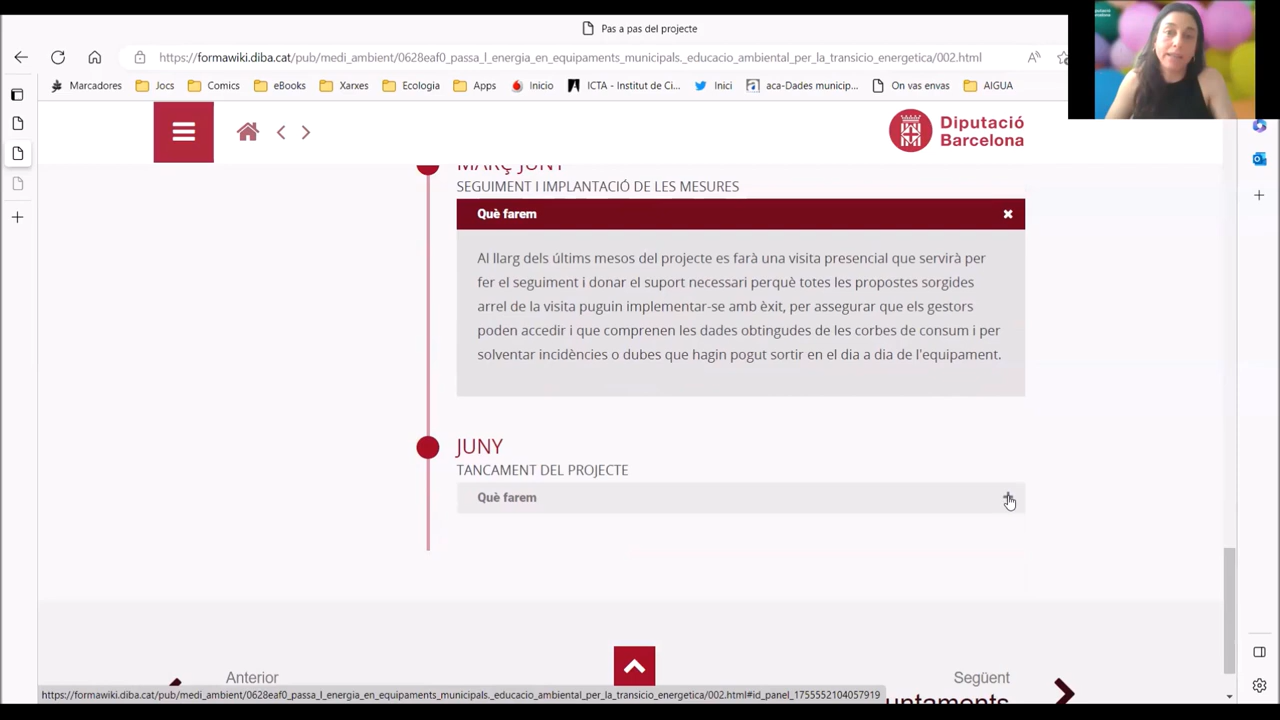 Pas a pas del projecte
Diputació
Barcelona
https://formawiki.diba.cat/pub/medi_ambient/0628eaf0_passa_l_energia_en_equipaments_municipals._educacio_ambiental_per_la_transicio_energetica/002.html
Marcadores
Jocs
Comics
eBooks
Xarxes
Ecologia
Apps
Inicio
ICTA - Institut de Ci...
Inici
aca-Dades municip...
On vas envas
AIGUA
Diputació
Barcelona
MARÇ JUNY
SEGUIMENT I IMPLANTACIÓ DE LES MESURES
Què farem
Al llarg dels últims mesos del projecte es farà una visita presencial que servirà per
fer el seguiment i donar el suport necessari perquè totes les propostes sorgides
arrel de la visita puguin implementar-se amb èxit, per assegurar que els gestors
poden accedir i que comprenen les dades obtingudes de les corbes de consum i per
solventar incidències o dubes que hagin pogut sortir en el dia a dia de l'equipament.
JUNY
TANCAMENT DEL PROJECTE
Què farem
Anterior
Següent
untaments
https://formawiki.diba.cat/pub/medi_ambient/0628eaf0_passa_l_energia_en_equipaments_municipals._educacio_ambiental_per_la_transicio_energetica/002.html#id_panel_1755552104057919